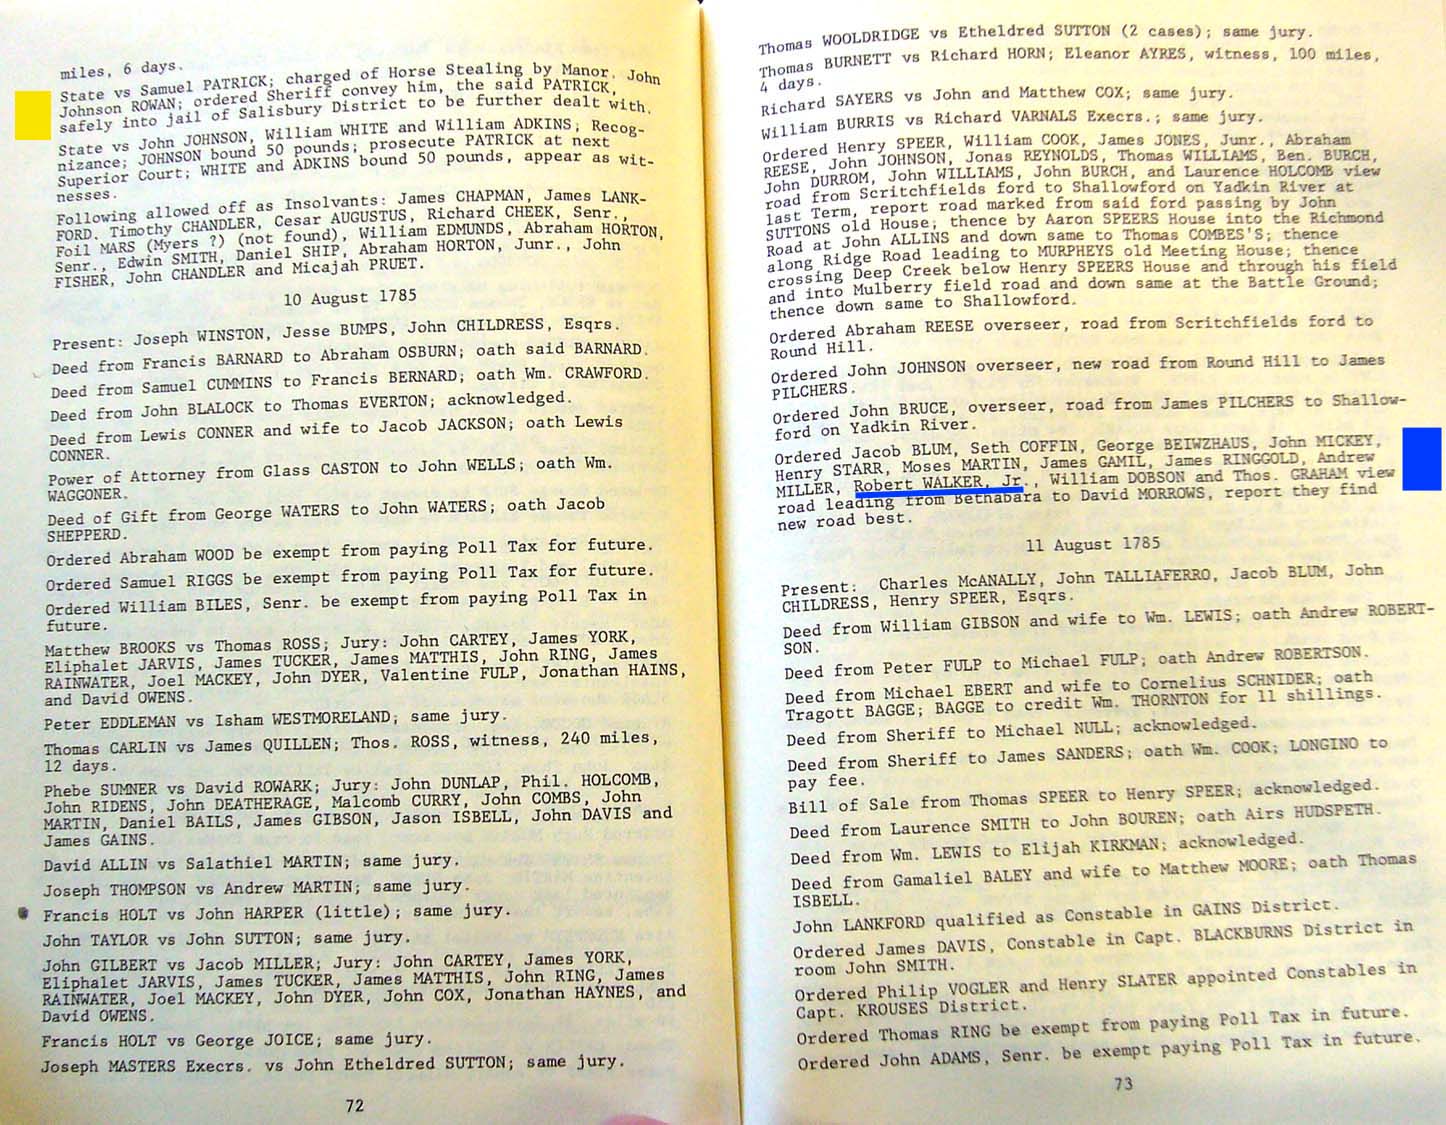 miles, 6 days.
State vs Samuel PATRICK; charged of Horse Stealing by Manor. John
Johnson ROWAN; ordered Sheriff convey him, the said PATRICK,
safely into jail of Salisbury District to be further dealt with.
State vs John JOHNSON, William WHITE and William ADKINS; Recog-
nizance; JOHNSON bound 50 pounds; prosecute PATRICK at next
Superior Court; WHITE and ADKINS bound 50 pounds, appear as wit-
nesses.
Following allowed off as Insolvants: James CHAPMAN, James LANK-
FORD. Timothy CHANDLER, Cesar AUGUSTUS, Richard CHEEK, Senr.,
Foil MARS (Myers ?) (not found), William EDMUNDS, Abraham HORTON,
Senr., Edwin SMITH, Daniel SHIP, Abraham HORTON, Junr., John
FISHER, John CHANDLER and Micajah PRUET.
10 August 1785
Present: Joseph WINSTON, Jesse BUMPS, John CHILDRESS, Esqrs.
Deed from Francis BARNARD to Abraham OSBURN; oath said BARNARD.
Deed from Samuel CUMMINS to Francis BERNARD; oath Wm. CRAWFORD.
Deed from John BLALOCK to Thomas EVERTON; acknowledged.
Deed from Lewis CONNER and wife to Jacob JACKSON; oath Lewis
CONNER.
Power of Attorney from Glass CASTON to John WELLS; oath Wm.
WAGGONER.
Deed of Gift from George WATERS to John WATERS; oath Jacob
SHEPPERD.
Ordered Abraham WOOD be exempt from paying Poll Tax for future.
Ordered Samuel RIGGS be exempt from paying Poll Tax for future.
Ordered William BILES, Senr. be exempt from paying Poll Tax in
future.
Matthew BROOKS vs Thomas ROSS; Jury: John CARTEY, James YORK,
Eliphalet JARVIS, James TUCKER, James MATTHIS, John RING, James
RAINWATER, Joel MACKEY, John DYER, Valentine FULP, Jonathan HAINS,
and David OWENS.
Peter EDDLEMAN vs Isham WESTMORELAND; same jury.
Thomas CARLIN vs James QUILLEN; Thos. ROSS, witness, 240 miles,
12 days.
Phebe SUMNER vs David ROWARK; Jury: John DUNLAP, Phil. HOLCOMB,
John RIDENS, John DEATHERAGE, Malcomb CURRY, John COMBS, John
MARTIN, Daniel BAILS, James GIBSON, Jason ISBELL, John DAVIS and
James GAINS.
David ALLIN vs Salathiel MARTIN; same jury.
Joseph THOMPSON vs Andrew MARTIN; same jury.
Francis HOLT vs John HARPER (little); same jury.
John TAYLOR vs John SUTTON; same jury.
John GILBERT vs Jacob MILLER; Jury: John CARTEY, James YORK,
Eliphalet JARVIS, James TUCKER, James MATTHIS, John RING, James
RAINWATER, Joel MACKEY, John DYER, John COX, Jonathan HAYNES, and
David OWENS.
Francis HOLT vs George JOICE; same jury.
Joseph MASTERS Execrs. vs John Etheldred SUTTON; same jury.
72
Thomas WOOLDRIDGE vs Etheldred SUTTON (2 cases); same jury.
Thomas BURNETT vs Richard HORN; Eleanor AYRES, witness, 100 miles,
4 days.
Richard SAYERS vs John and Matthew COX; same jury.
William BURRIS vs Richard VARNALS Execrs.; same jury.
Ordered Henry SPEER, William COOK, James JONES, Junr., Abraham
REESE, John JOHNSON, Jonas REYNOLDS, Thomas WILLIAMS, Ben. BURCH,
John DURROM, John WILLIAMS, John BURCH, and Laurence HOLCOMB view
road from Scritchfields ford to Shallowford on Yadkin River at
last Term, report road marked from said ford passing by John
SUTTONS old House; thence by Aaron SPEERS House into the Richmond
Road at John ALLINS and down same to Thomas COMBES'S; thence
along Ridge Road leading to MURPHEYS old Meeting House; thence
crossing Deep Creek below Henry SPEERS House and through his field
and into Mulberry field road and down same at the Battle Ground;
thence down same to Shallowford.
Ordered Abraham REESE overseer, road from Scritchfields ford to
Round Hill.
Ordered John JOHNSON overseer, new road from Round Hill to James
PILCHERS.
Ordered John BRUCE, overseer, road from James PILCHERS to Shallow-
ford on Yadkin River.
Ordered Jacob BLUM, Seth COFFIN, George BEIWZHAUS, John MICKEY,
Henry STARR, Moses MARTIN, James GAMIL, James RINGGOLD, Andrew
MILLER, Robert WALKER, Jr., William DOBSON and Thos. GRAHAM view
road leading from Bethabara to David MORROWS, report they find
new road best.
11 August 1785
Present: Charles McANALLY, John TALLIAFERRO, Jacob BLUM, John
CHILDRESS, Henry SPEER, Esqrs.
Deed from William GIBSON and wife to Wm. LEWIS; oath Andrew ROBERT-
SON.
Deed from Peter FULP to Michael FULP; oath Andrew ROBERTSON.
Deed from Michael EBERT and wife to Cornelius SCHNIDER; oath
Tragott BAGGE; BAGGE to credit Wm. THORNTON for 11 shillings.
Deed from Sheriff to Michael NULL; acknowledged.
Deed from Sheriff to James SANDERS; oath Wm. COOK; LONGINO to
pay fee.
Bill of Sale from Thomas SPEER to Henry SPEER; acknowledged.
Deed from Laurence SMITH to John BOUREN; oath Airs HUDSPETH.
Deed from Wm. LEWIS to Elijah KIRKMAN; acknowledged.
Deed from Gamaliel BALEY and wife to Matthew MOORE; oath Thomas
ISBELL.
John LANKFORD qualified as Constable in GAINS District.
Ordered James DAVIS, Constable in Capt. BLACKBURNS District in
room John SMITH.
Ordered Philip VOGLER and Henry SLATER appointed Constables in
Capt. KROUSES District.
Ordered Thomas RING be exempt from paying Poll Tax in future.
Ordered John ADAMS, Senr. be exempt paying Poll Tax in future.
73